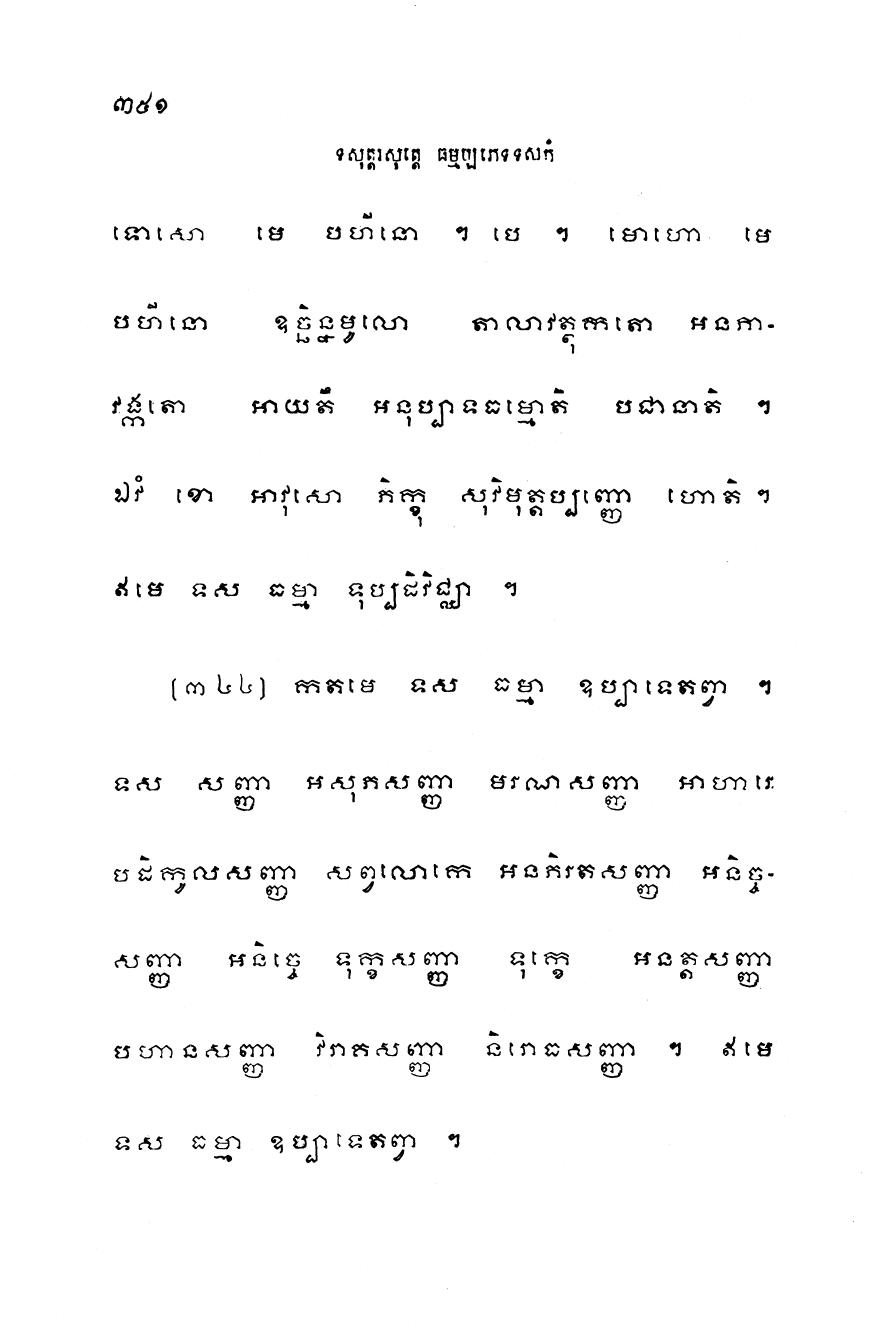 ៣៩១
ទសុត្តរសុត្តេ ធម្មប្បភេទទសកំ
ទោសោ មេ បហីនោ ។ បេ ។ មោហោ មេ
បហីនោ ឧច្ឆិន្នមូលោ តាលាវត្ថុកតោ អនភា-
វង្កតោ អាយតឹ អនុប្បាទធម្មោតិ បជានាតិ ។
ឯវំ ខោ អាវុសោ ភិក្ខុ សុវិមុត្តប្បញ្ញោ ហោតិ ។
ឥមេ ទស ធម្មា ទុប្បដិវិជ្ឈា ។
(៣៤៤) កតមេ ទស ធម្មា ឧប្បាទេតព្វា ។
ទស សញ្ញា អសុភសញ្ញា មរណសញ្ញា អាហារេ
បដិកូលសញ្ញា សព្វលោកេ អនភិរតសញ្ញា អនិច្ច-
សញ្ញា អនិច្ចេ ទុក្ខសញ្ញា ទុក្ខេ អនត្តសញ្ញា
បហានសញ្ញា វិរាគសញ្ញា និរោធសញ្ញា ។ ឥមេ
ទស ធម្មា ឧប្បាទេតព្វា ។